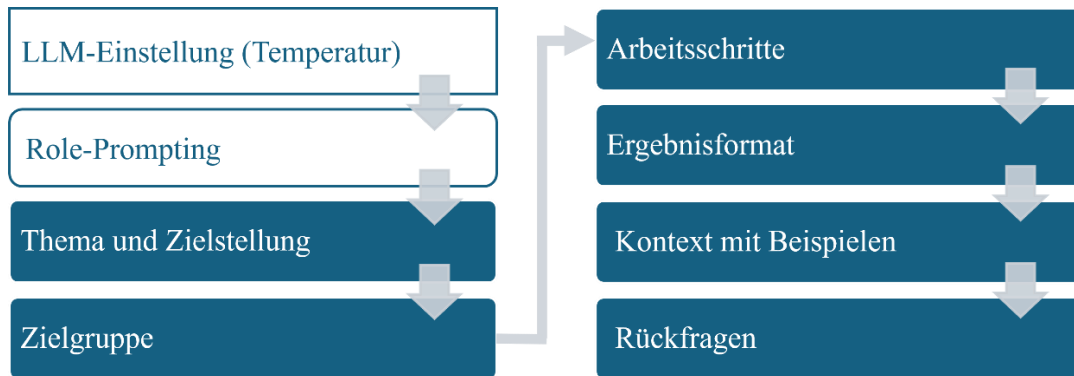 LLM-Einstellung (Temperatur)
Role-Prompting
Thema und Zielstellung
Zielgruppe
Arbeitsschritte
Ergebnisformat
Kontext mit Beispielen
Rückfragen